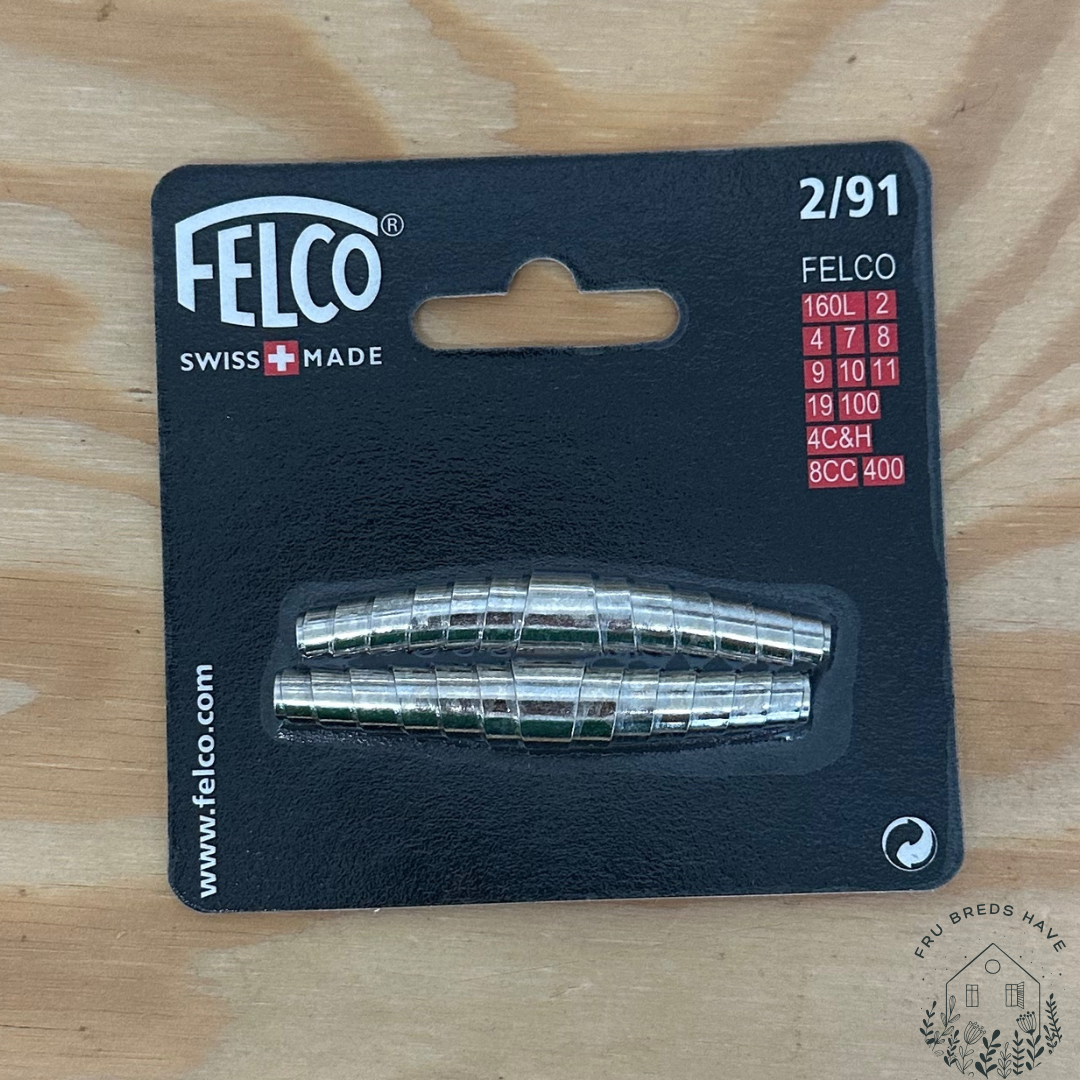 FELCO®
SWISS MADE
2/91
FELCO
160L 2
4 7 8
9 10 11
19 100
4C&H
8CC 400
www.felco.com
FRU BREDS HAVE